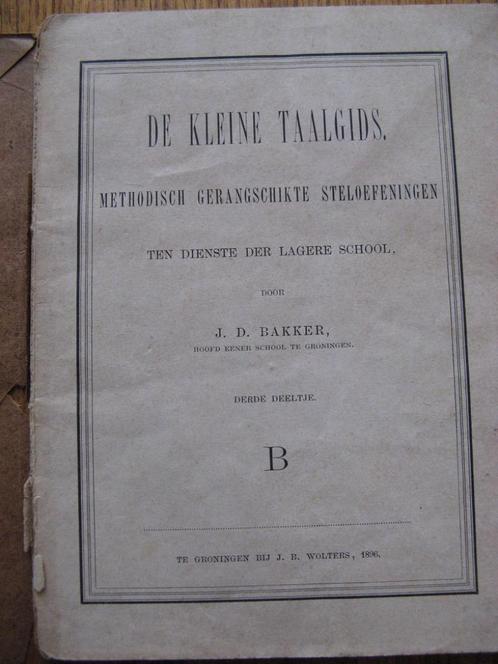 DE KLEINE TAALGIDS.
METHODISCH GERANGSCHIKTE STELOEFENINGEN
TEN DIENSTE DER LAGERE SCHOOL,
DOOR
J. D. BAKKER,
HOOFD EENER SCHOOL TE GRONINGEN.
DERDE DEELTJE.
B
TE GRONINGEN BIJ J. B. WOLTERS, 1896.